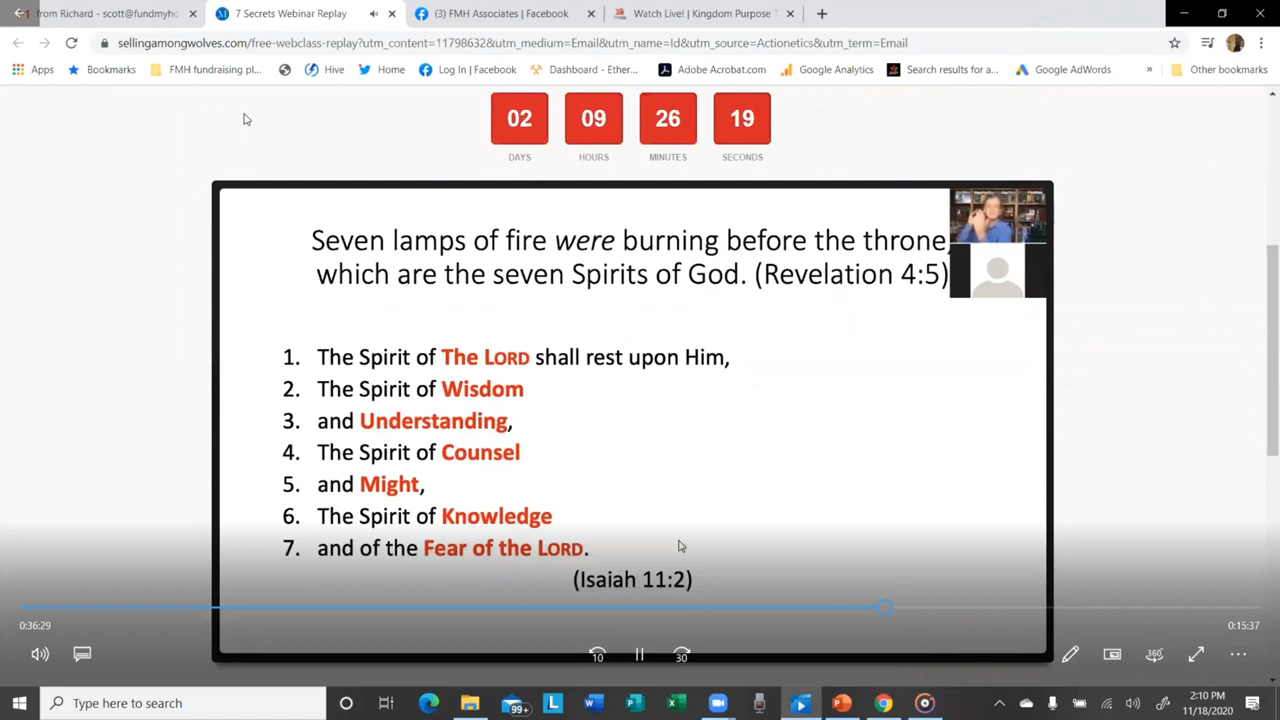 from Richard - scott@fundmyho
7 Secrets Webinar Replay
(3) FMH Associates | Facebook
Watch Live! | Kingdom Purpose T
sellingamongwolves.com/free-webclass-replay?utm_content=11798632&utm_medium=Email&utm_name=Id&utm_source=Actionetics&utm_term=Email
Apps
Bookmarks
FMH fundraising pl...
Hive
Home
Log In | Facebook
Dashboard - Ether...
Adobe Acrobat.com
Google Analytics
Search results for a...
Google AdWords
»
Other bookmarks
02 09 26 19
DAYS HOURS MINUTES SECONDS
Seven lamps of fire were burning before the throne,
which are the seven Spirits of God. (Revelation 4:5)
1. The Spirit of The LORD shall rest upon Him,
2. The Spirit of Wisdom
3. and Understanding,
4. The Spirit of Counsel
5. and Might,
6. The Spirit of Knowledge
7. and of the Fear of the LORD.
(Isaiah 11:2)
0:36:29
0:15:37
10
30
360°
Type here to search
99+
2:10 PM
11/18/2020